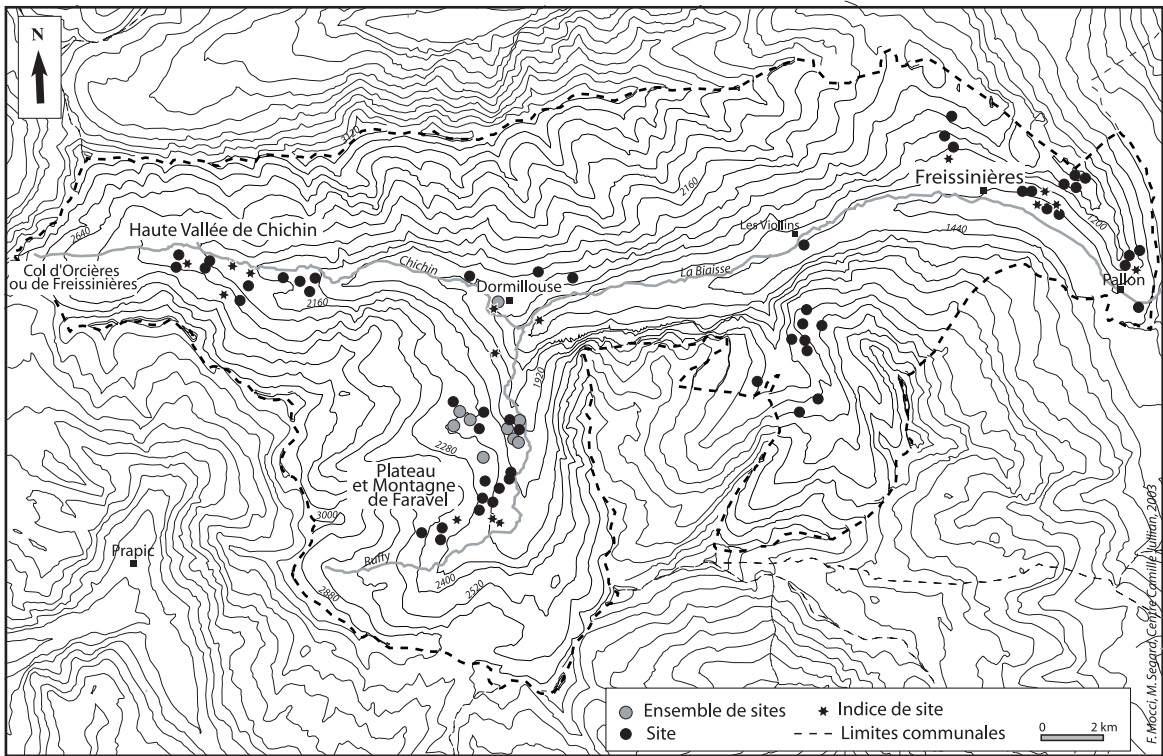 N
3120
2160
Freissinières
1200
2640
Haute Vallée de Chichin
Les Viollins
1440
Col d'Orcières
ou de Freissinières
Chichin
La Biaisse
Pallon
2160
Dormillouse
1920
2280
Plateau
et Montagne
de Faravel
3000
Prapic
Ruffy
2400
2520
2880
Ensemble de sites
Indice de site
Site
Limites communales
0 2 km
F. Mocci, M. Segard, Centre Camille Jullian, 2003